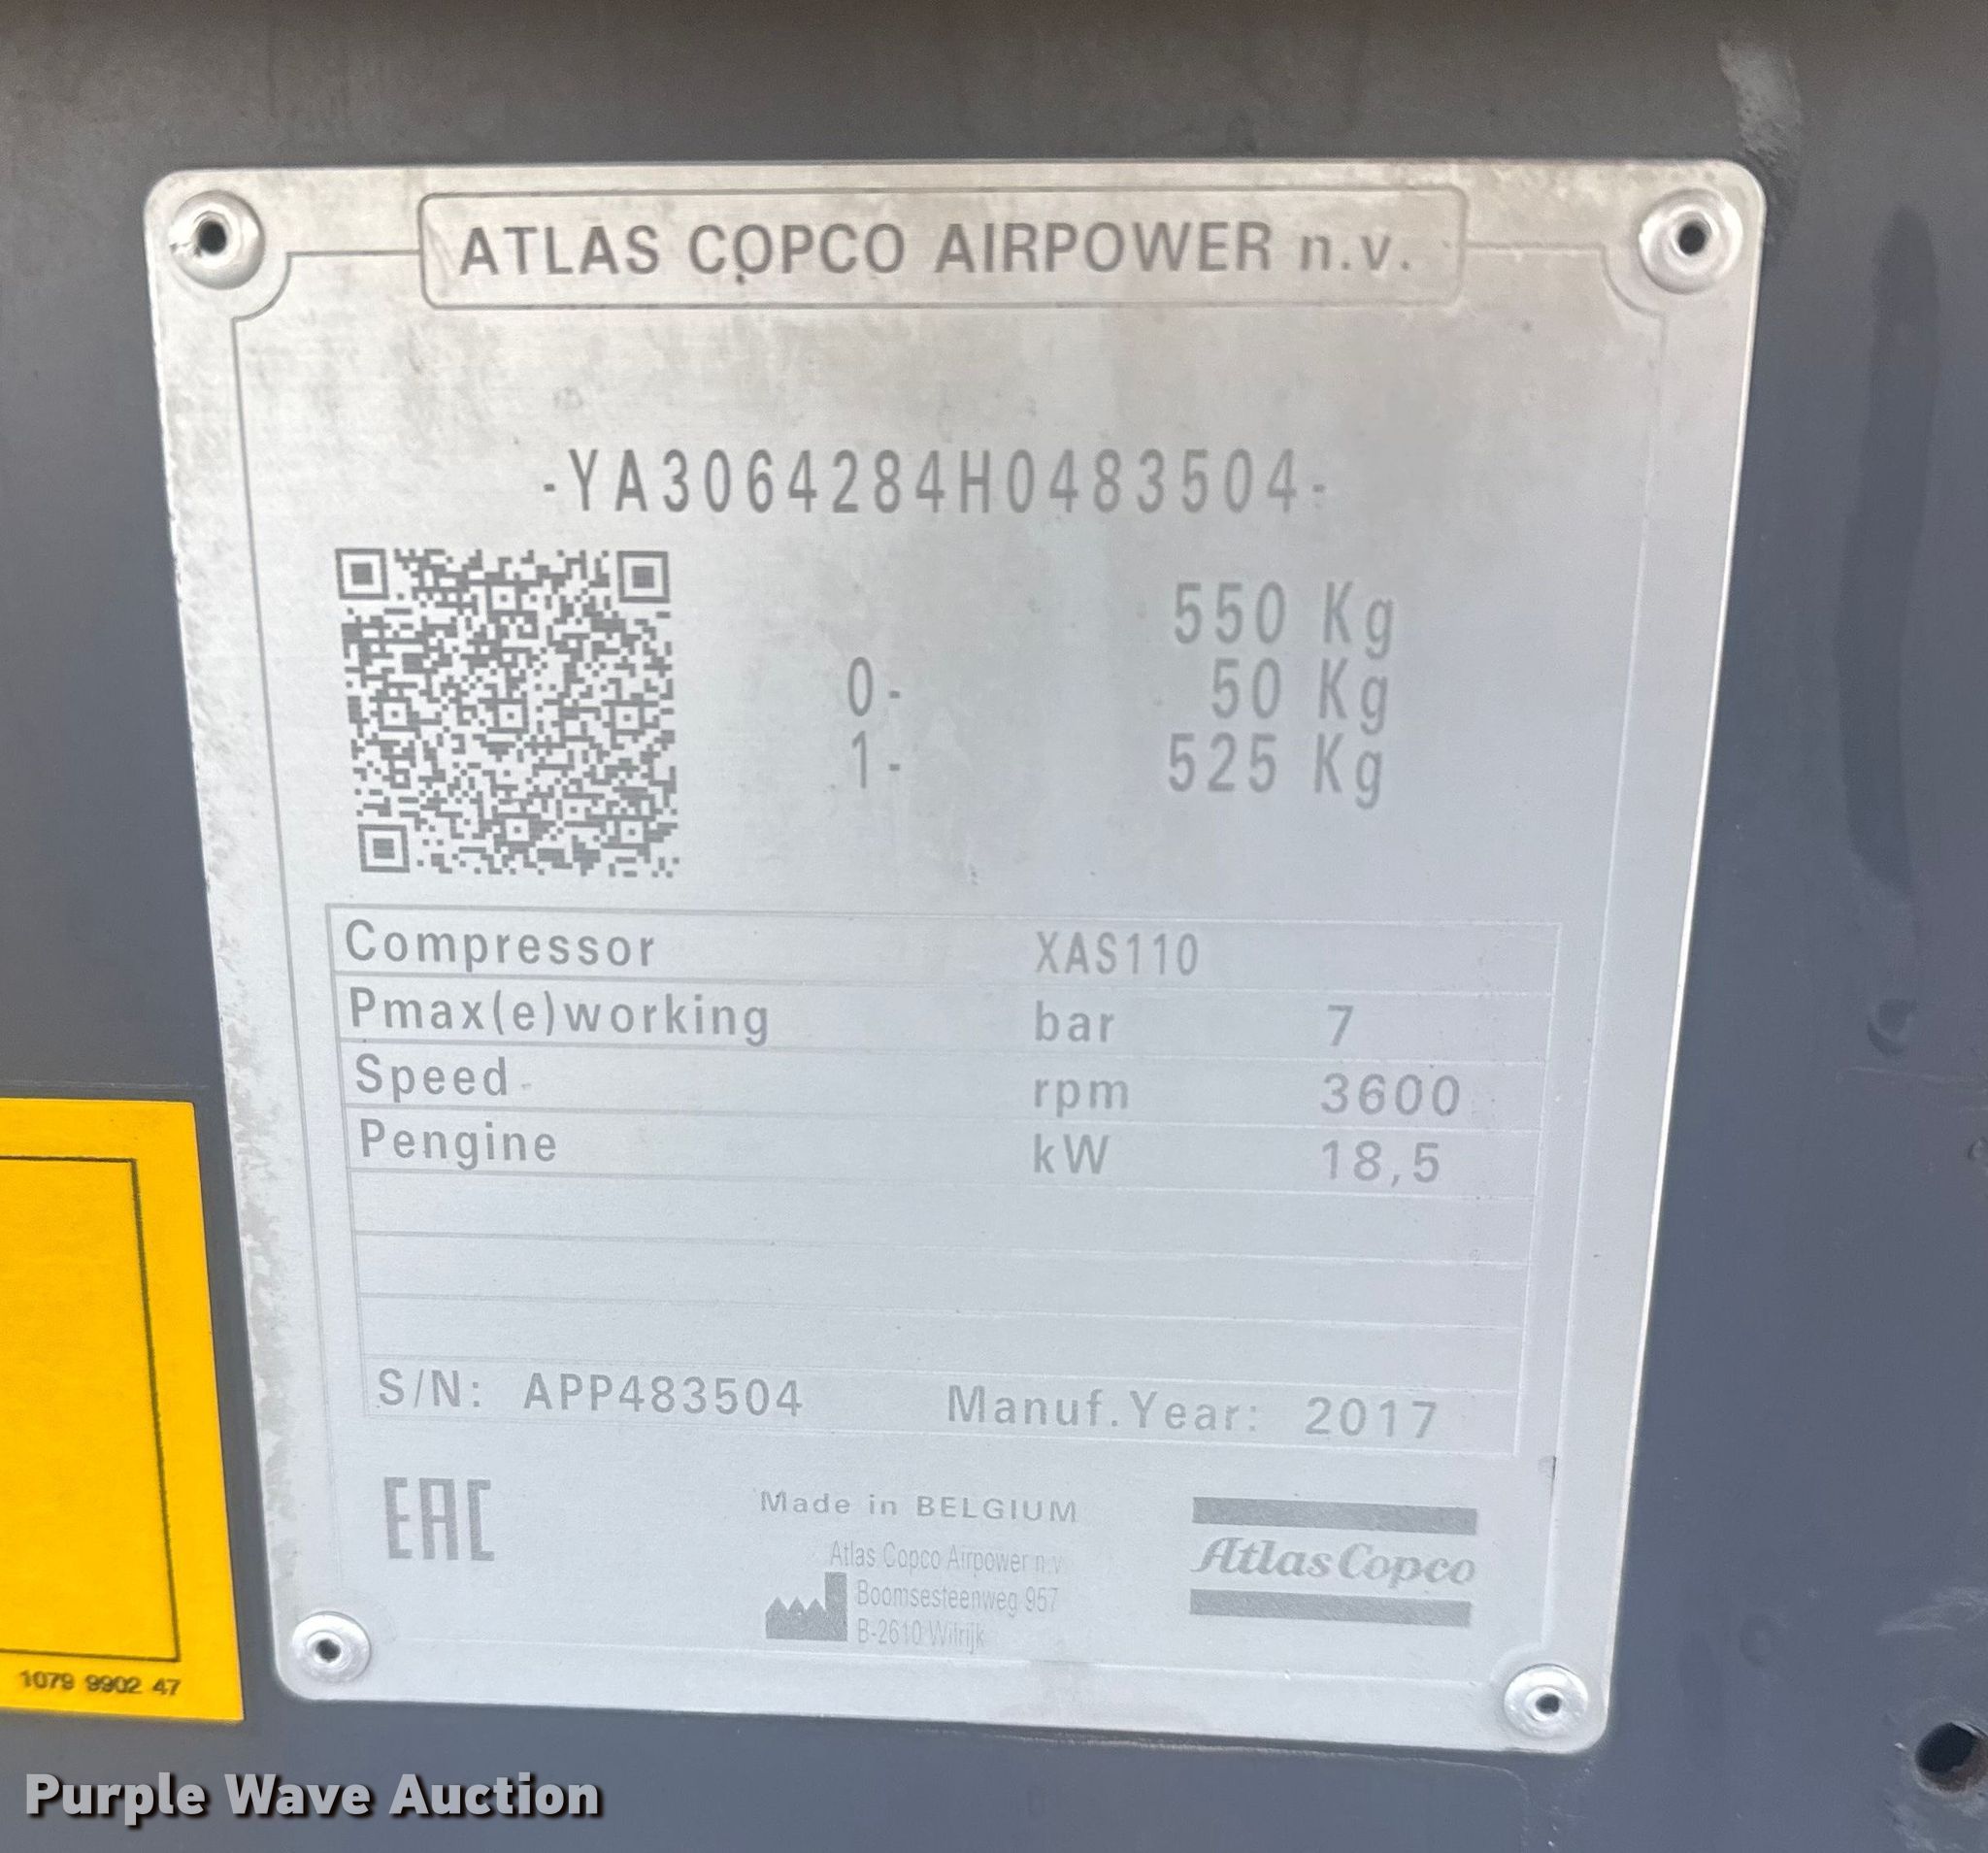 ATLAS COPCO AIRPOWER n.v.
-YA3064284H0483504-
550 Kg
0- 50 Kg
1- 525 Kg
Compressor XAS110
Pmax(e)working bar 7
Speed rpm 3600
Pengine kW 18,5
S/N: APP483504 Manuf.Year: 2017
EAC
Made in BELGIUM
Atlas Copco Airpower n.v.
Boomsesteenweg 957
B-2610 Wilrijk
Atlas Copco
1079 9902 47
Purple Wave Auction